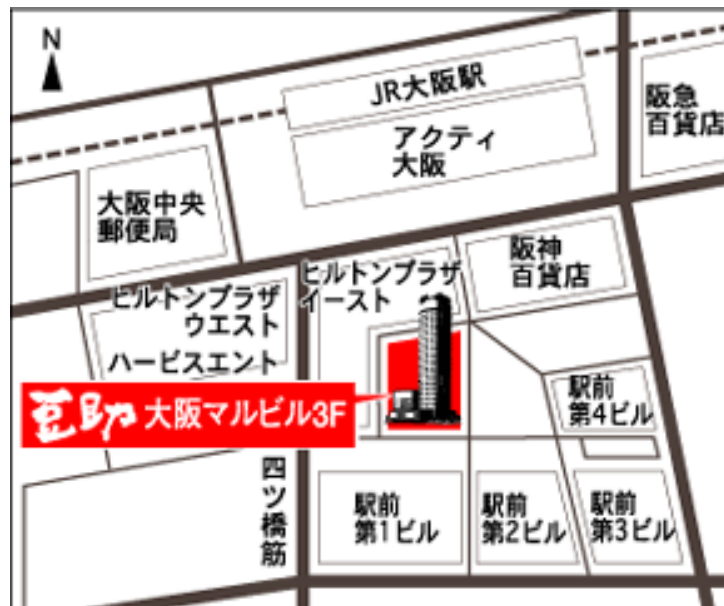 N
JR大阪駅
阪急
百貨店
アクティ
大阪
大阪中央
郵便局
阪神
百貨店
ヒルトンプラザ
イースト
ヒルトンプラザ
ウエスト
ハービスエント
豆助 大阪マルビル3F
駅前
第4ビル
四ツ橋筋
駅前
第1ビル
駅前
第2ビル
駅前
第3ビル